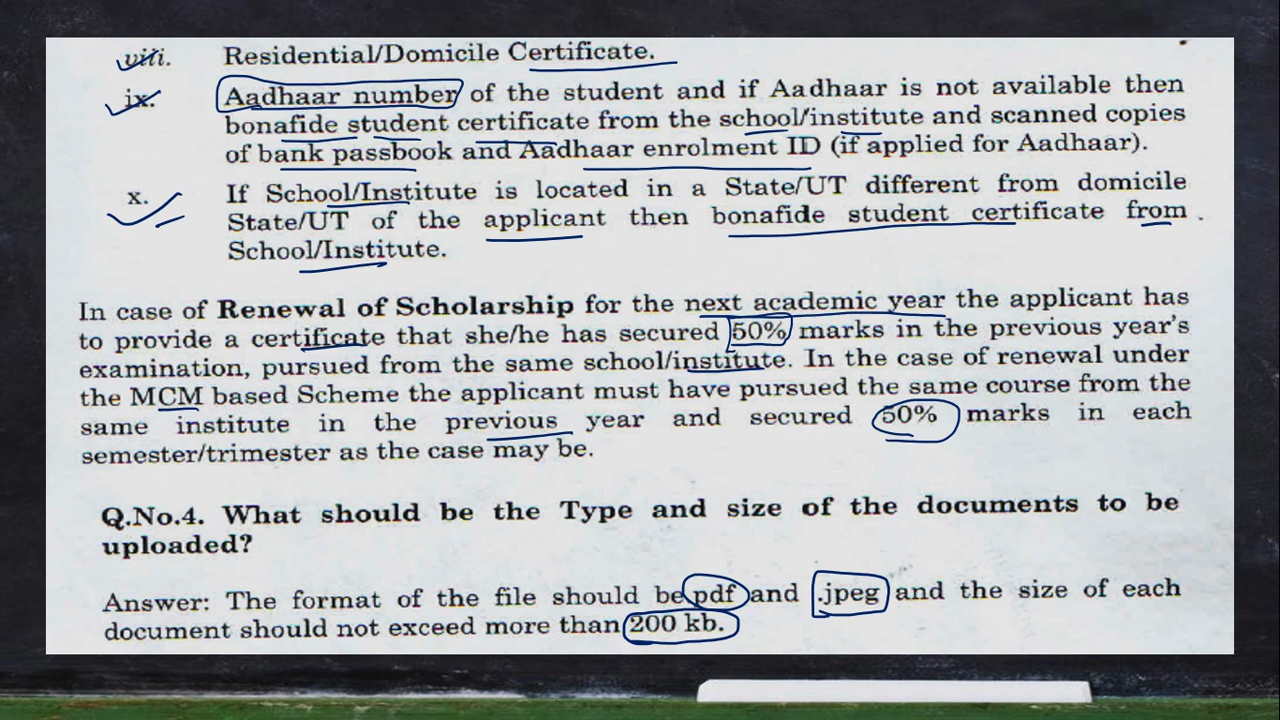 viii. Residential/Domicile Certificate.
ix. Aadhaar number of the student and if Aadhaar is not available then
bonafide student certificate from the school/institute and scanned copies
of bank passbook and Aadhaar enrolment ID (if applied for Aadhaar).
x. If School/Institute is located in a State/UT different from domicile
State/UT of the applicant then bonafide student certificate from
School/Institute.
In case of Renewal of Scholarship for the next academic year the applicant has
to provide a certificate that she/he has secured 50% marks in the previous year's
examination, pursued from the same school/institute. In the case of renewal under
the MCM based Scheme the applicant must have pursued the same course from the
same institute in the previous year and secured 50% marks in each
semester/trimester as the case may be.
Q.No.4. What should be the Type and size of the documents to be
uploaded?
Answer: The format of the file should be pdf and .jpeg and the size of each
document should not exceed more than 200 kb.